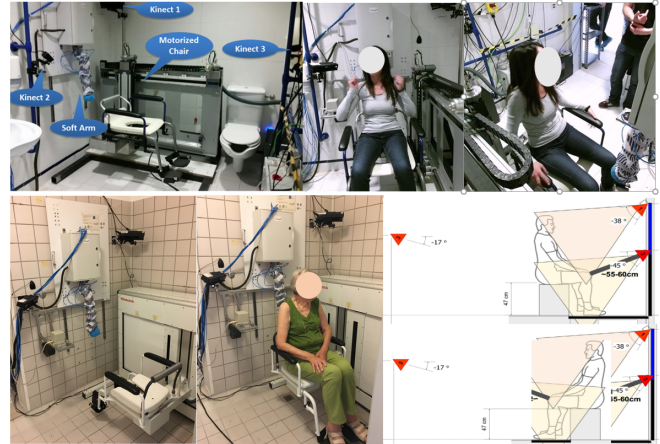 Kinect 1
Motorized
Chair
Kinect 3
Kinect 2
Soft Arm
-17 °
-38 °
45 °
~55-60cm
47 cm
-17 °
-38 °
45 °
55-60cm
47 cm